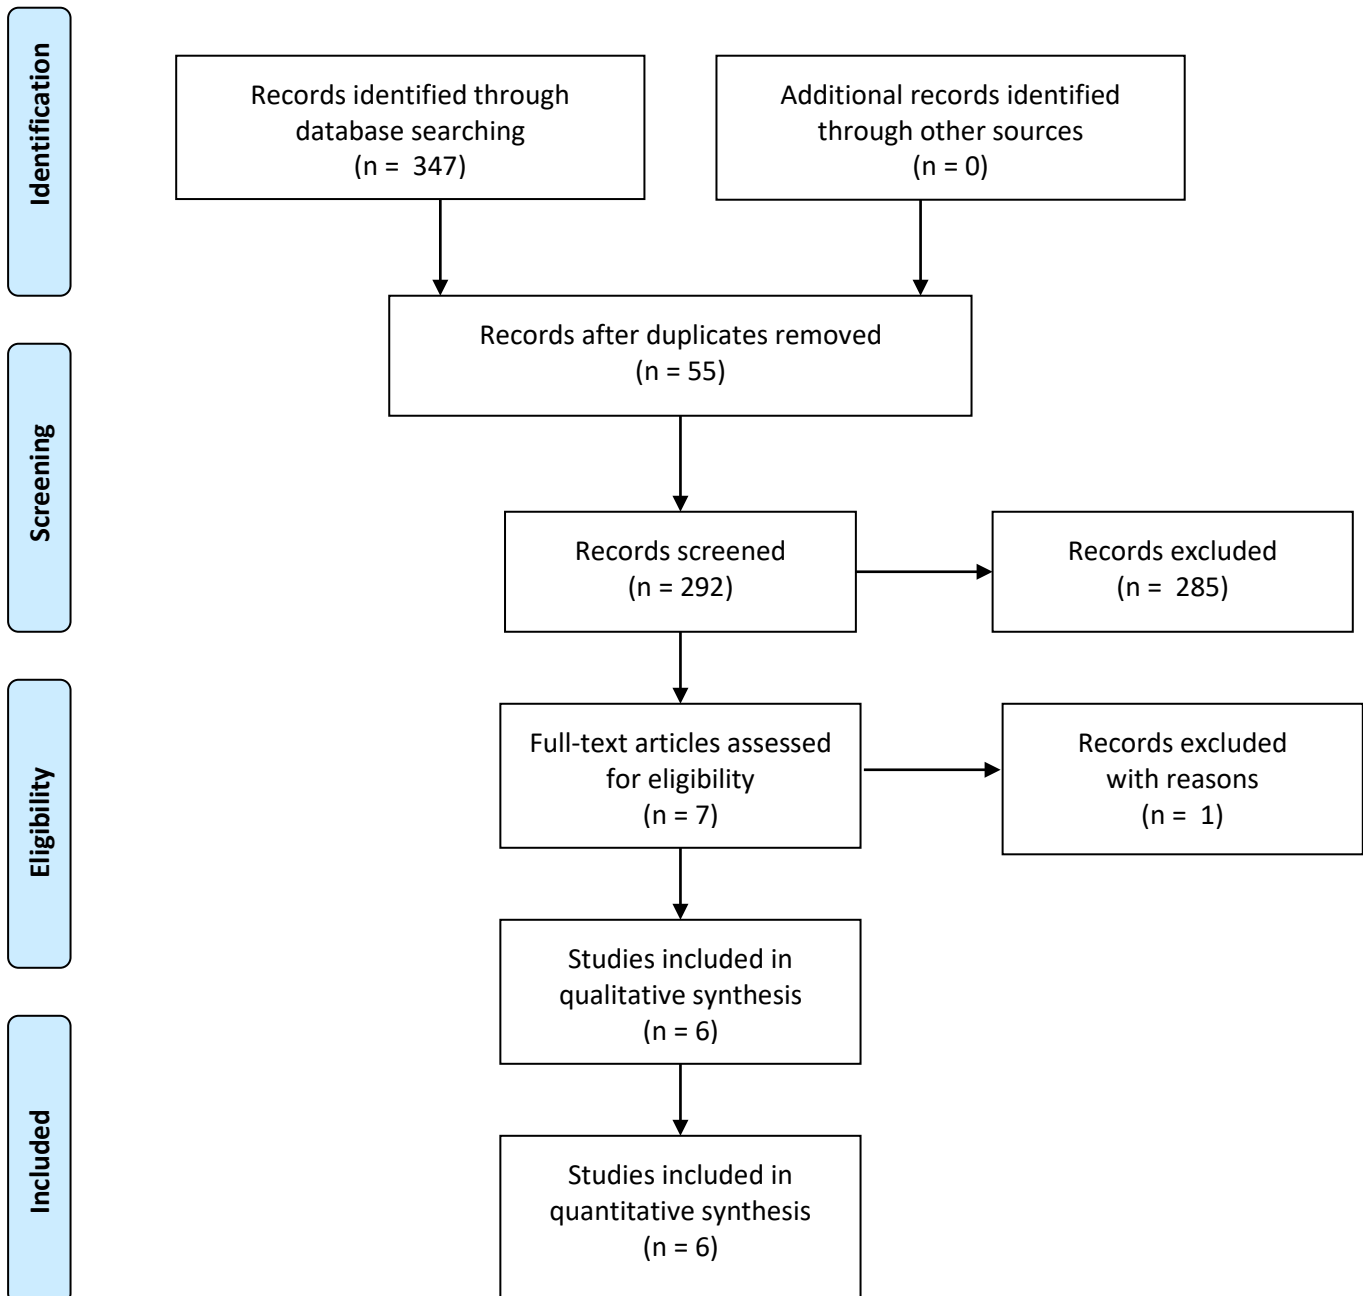 Identification
Records identified through
database searching
(n =  347)
Additional records identified
through other sources
(n = 0)
Records after duplicates removed
(n = 55)
Screening
Records screened
(n = 292)
Records excluded
(n =  285)
Eligibility
Full-text articles assessed
for eligibility
(n = 7)
Records excluded
with reasons
(n =  1)
Studies included in
qualitative synthesis
(n = 6)
Included
Studies included in
quantitative synthesis
(n = 6)